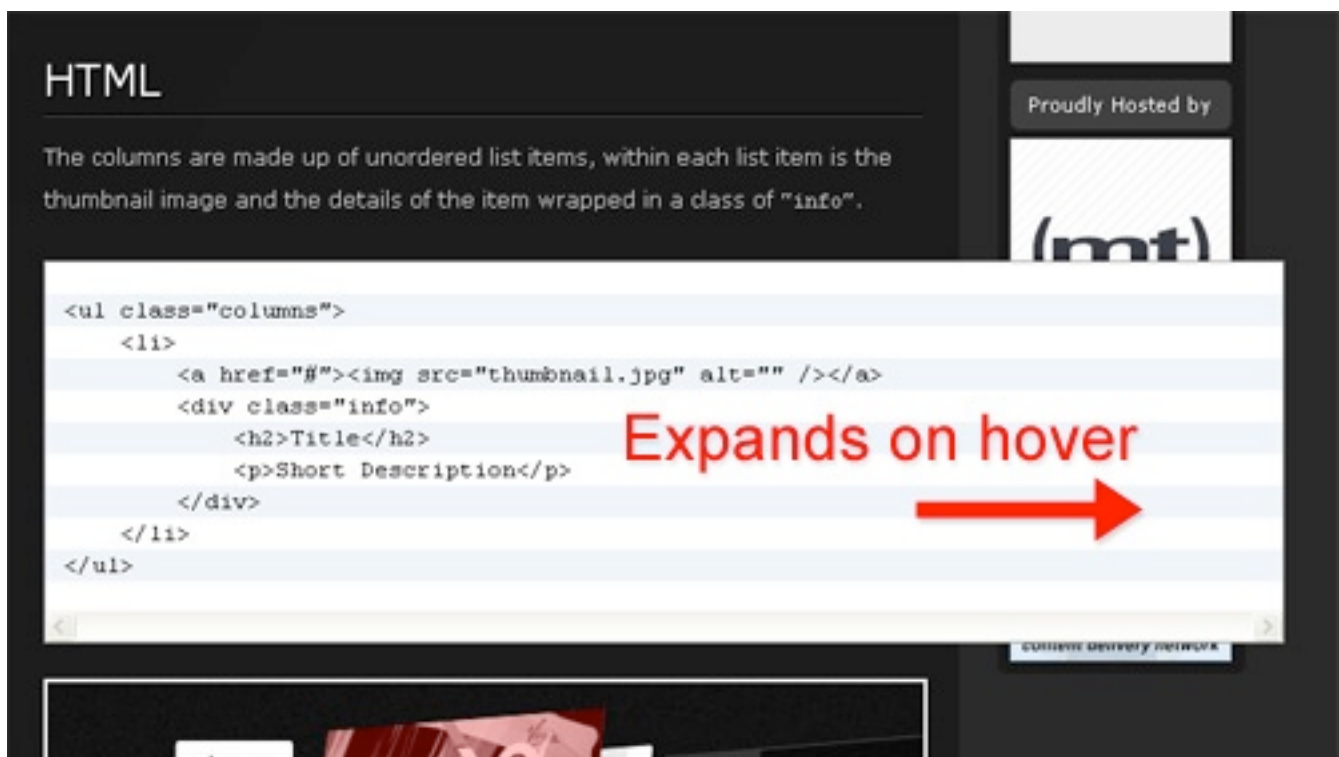 HTML
The columns are made up of unordered list items, within each list item is the
thumbnail image and the details of the item wrapped in a class of "info".
<ul class="columns">
    <li>
        <a href="#"><img src="thumbnail.jpg" alt="" /></a>
        <div class="info">
            <h2>Title</h2>
            <p>Short Description</p>
        </div>
    </li>
</ul>
Expands on hover
Proudly Hosted by
(mt)
content delivery network